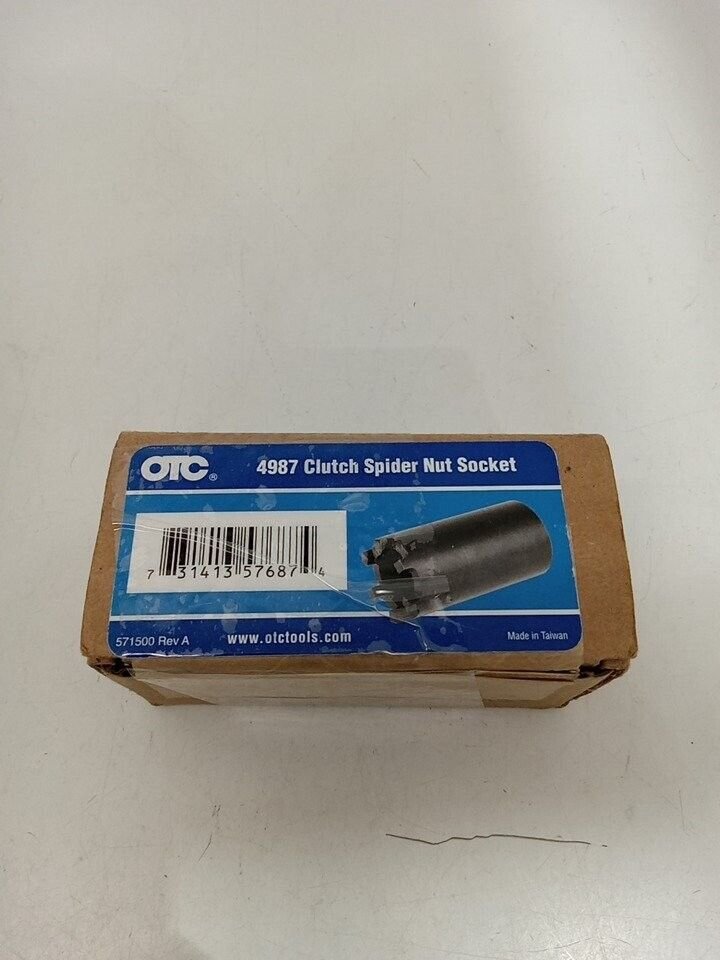 OTC®
4987 Clutch Spider Nut Socket
7 31413 57687 4
571500 Rev A
www.otctools.com
Made in Taiwan